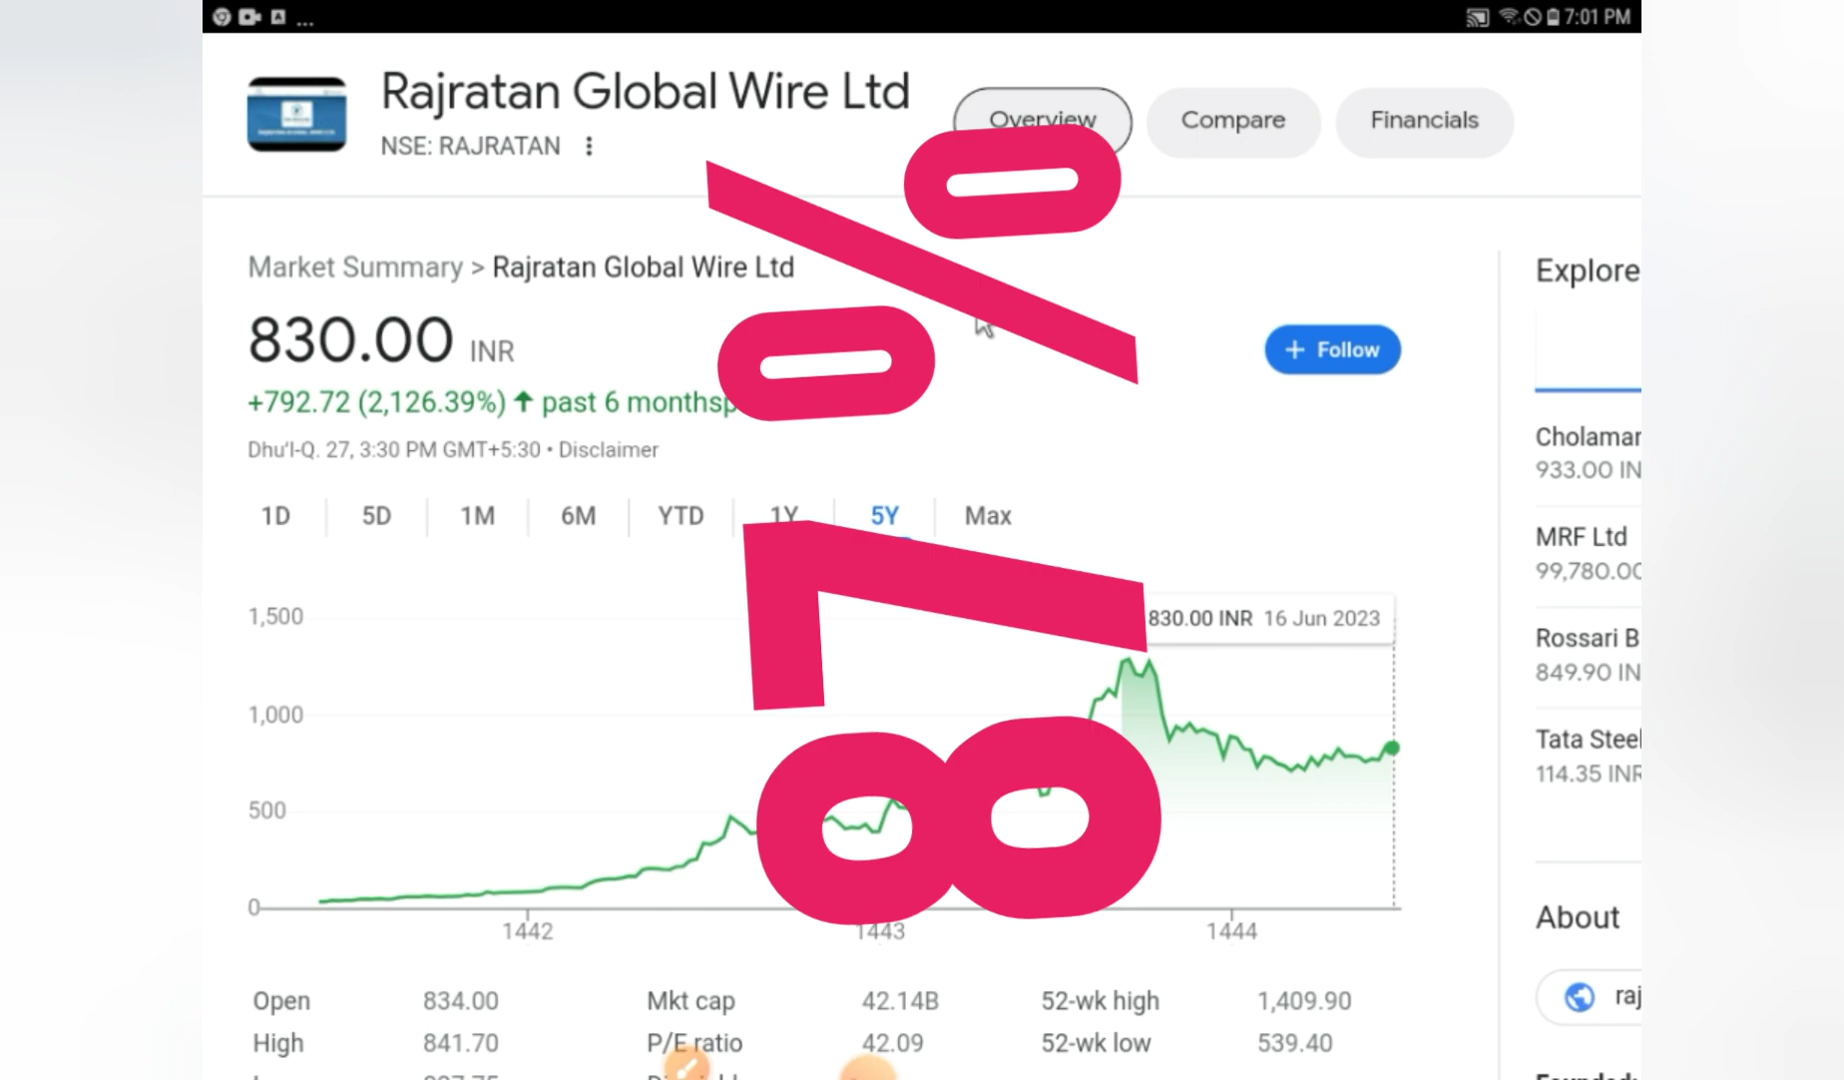 ...
7:01 PM
Rajratan Global Wire Ltd
NSE: RAJRATAN
Overview
Compare
Financials
Market Summary > Rajratan Global Wire Ltd
830.00 INR
+792.72 (2,126.39%) ↑ past 6 monthsp
Dhuʻl-Q. 27, 3:30 PM GMT+5:30 • Disclaimer
+ Follow
1D 5D 1M 6M YTD 1Y 5Y Max
87%
830.00 INR 16 Jun 2023
1,500
1,000
500
0
1442 1443 1444
Open 834.00 Mkt cap 42.14B 52-wk high 1,409.90
High 841.70 P/E ratio 42.09 52-wk low 539.40
Explore
Cholamar
933.00 IN
MRF Ltd
99,780.00
Rossari B
849.90 IN
Tata Steel
114.35 INR
About
raj